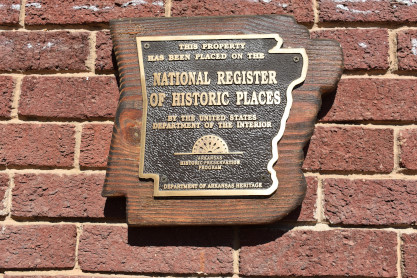 THIS PROPERTY
HAS BEEN PLACED ON THE
NATIONAL REGISTER
OF HISTORIC PLACES
BY THE UNITED STATES
DEPARTMENT OF THE INTERIOR
ARKANSAS
HISTORIC PRESERVATION
PROGRAM
DEPARTMENT OF ARKANSAS HERITAGE